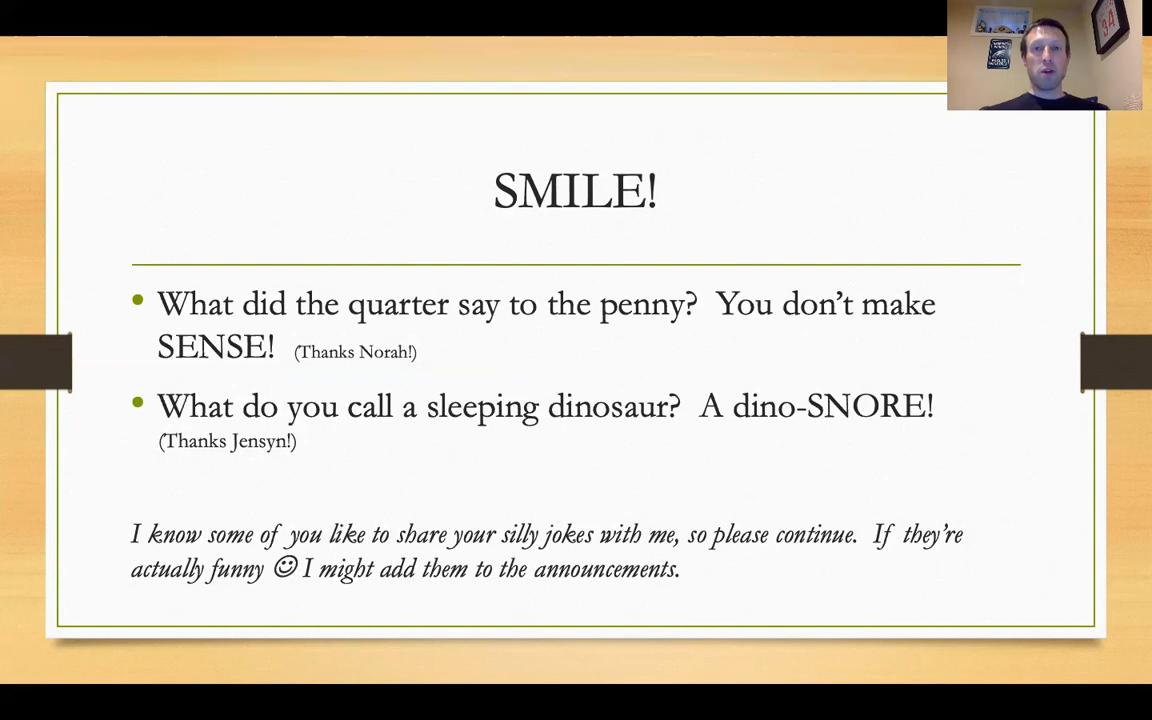 SMILE!
What did the quarter say to the penny? You don't make
SENSE! (Thanks Norah!)
What do you call a sleeping dinosaur? A dino-SNORE!
(Thanks Jensyn!)
I know some of you like to share your silly jokes with me, so please continue. If they're
actually funny ☺ I might add them to the announcements.
34